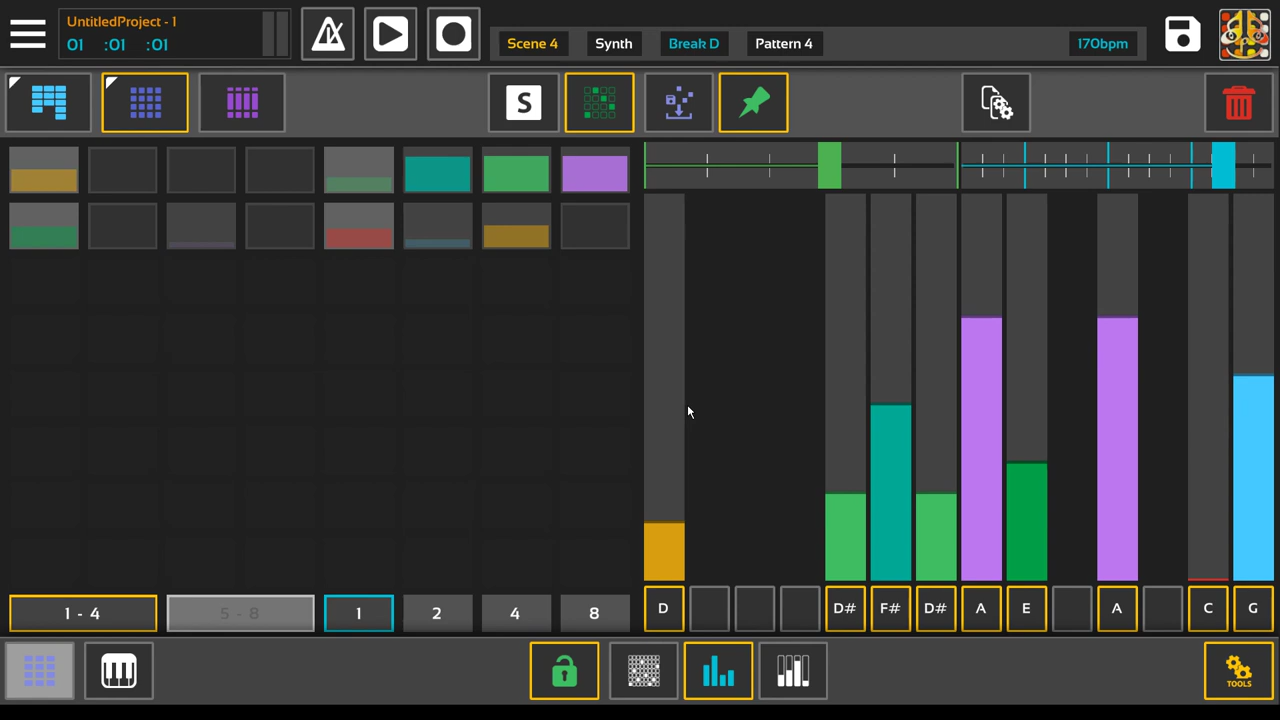 UntitledProject - 1
01 :01 :01
Scene 4 Synth Break D Pattern 4 170bpm
S
1 - 4 5 - 8 1 2 4 8
D D# F# D# A E A C G
TOOLS